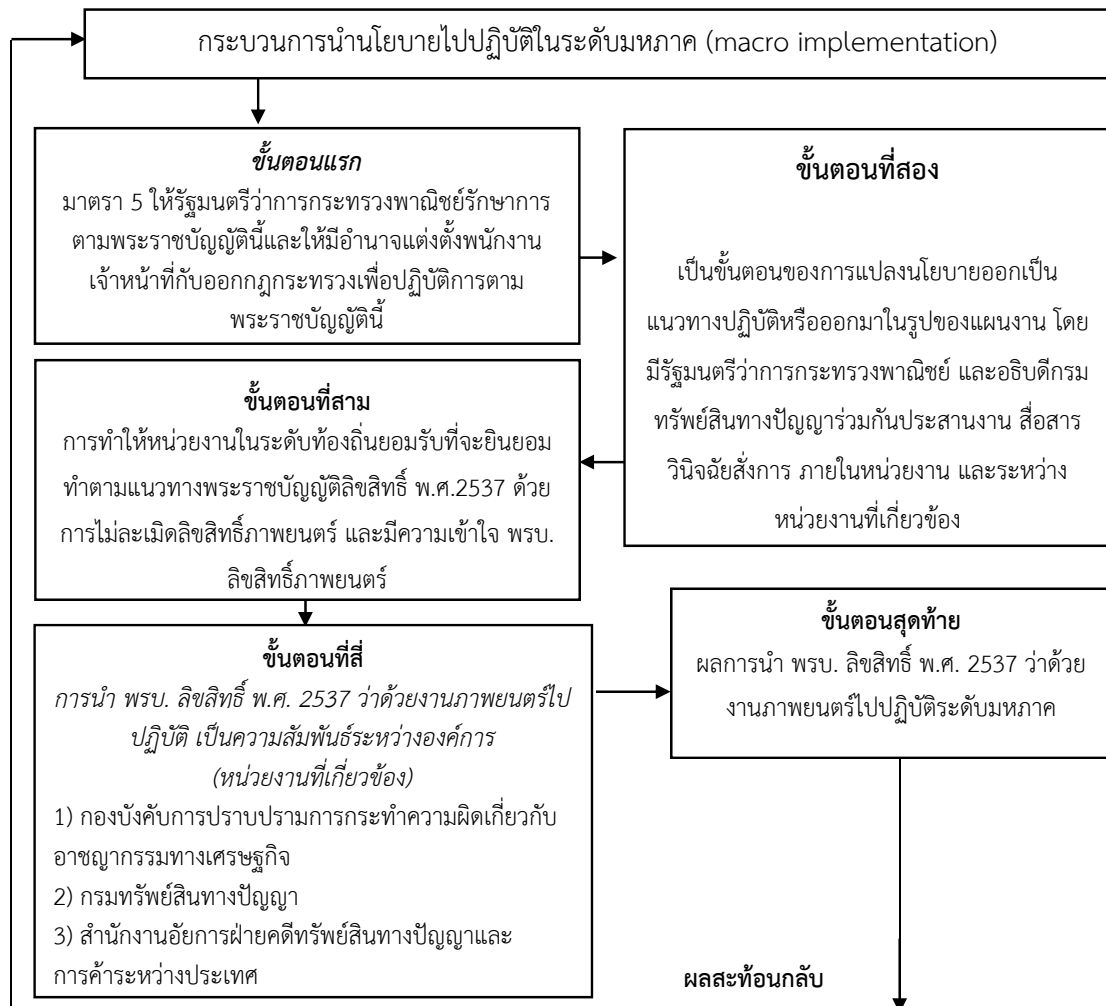 กระบวนการนำนโยบายไปปฏิบัติในระดับมหภาค (macro implementation)
ขั้นตอนแรก
มาตรา 5 ให้รัฐมนตรีว่าการกระทรวงพาณิชย์รักษาการ
ตามพระราชบัญญัตินี้และให้มีอำนาจแต่งตั้งพนักงาน
เจ้าหน้าที่กับออกกฎกระทรวงเพื่อปฏิบัติการตาม
พระราชบัญญัตินี้
ขั้นตอนที่สอง
เป็นขั้นตอนของการแปลงนโยบายออกเป็น
แนวทางปฏิบัติหรือออกมาในรูปของแผนงาน โดย
มีรัฐมนตรีว่าการกระทรวงพาณิชย์ และอธิบดีกรม
ทรัพย์สินทางปัญญาร่วมกันประสานงาน สื่อสาร
วินิจฉัยสั่งการ ภายในหน่วยงาน และระหว่าง
หน่วยงานที่เกี่ยวข้อง
ขั้นตอนที่สาม
การทำให้หน่วยงานในระดับท้องถิ่นยอมรับที่จะยินยอม
ทำตามแนวทางพระราชบัญญัติลิขสิทธิ์ พ.ศ.2537 ด้วย
การไม่ละเมิดลิขสิทธิ์ภาพยนตร์ และมีความเข้าใจ พรบ.
ลิขสิทธิ์ภาพยนตร์
ขั้นตอนที่สี่
การนำ พรบ. ลิขสิทธิ์ พ.ศ. 2537 ว่าด้วยงานภาพยนตร์ไป
ปฏิบัติ เป็นความสัมพันธ์ระหว่างองค์การ
(หน่วยงานที่เกี่ยวข้อง)
1) กองบังคับการปราบปรามการกระทำความผิดเกี่ยวกับ
อาชญากรรมทางเศรษฐกิจ
2) กรมทรัพย์สินทางปัญญา
3) สำนักงานอัยการฝ่ายคดีทรัพย์สินทางปัญญาและ
การค้าระหว่างประเทศ
ขั้นตอนสุดท้าย
ผลการนำ พรบ. ลิขสิทธิ์ พ.ศ. 2537 ว่าด้วย
งานภาพยนตร์ไปปฏิบัติระดับมหภาค
ผลสะท้อนกลับ